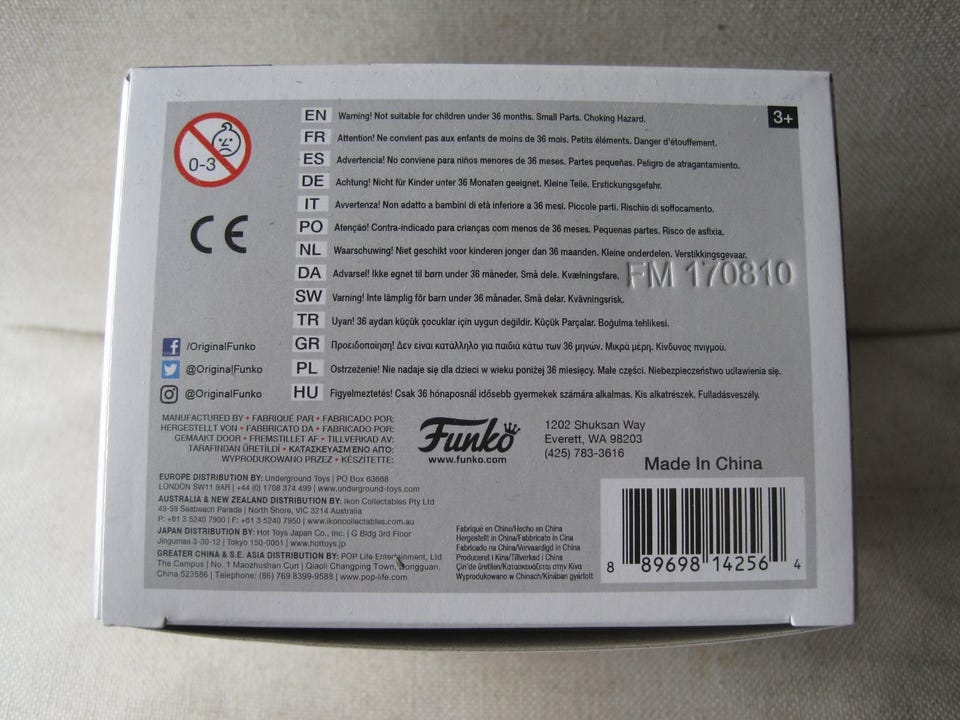 0-3
3+
EN Warning! Not suitable for children under 36 months. Small Parts. Choking Hazard.
FR Attention! Ne convient pas aux enfants de moins de 36 mois. Petits éléments. Danger d'étouffement.
ES Advertencia! No conviene para niños menores de 36 meses. Partes pequeñas. Peligro de atragantamiento.
DE Achtung! Nicht für Kinder unter 36 Monaten geeignet. Kleine Teile. Erstickungsgefahr.
IT Avvertenza! Non adatto a bambini di età inferiore a 36 mesi. Piccole parti. Rischio di soffocamento.
PO Atenção! Contra-indicado para crianças com menos de 36 meses. Pequenas partes. Risco de asfixia.
NL Waarschuwing! Niet geschikt voor kinderen jonger dan 36 maanden. Kleine onderdelen. Verstikkingsgevaar.
DA Advarsel! Ikke egnet til børn under 36 måneder. Små dele. Kvælningsfare.
SW Varning! Inte lämplig för barn under 36 månader. Små delar. Kvävningsrisk.
TR Uyarı! 36 aydan küçük çocuklar için uygun değildir. Küçük Parçalar. Boğulma tehlikesi.
GR Προειδοποίηση! Δεν είναι κατάλληλο για παιδιά κάτω των 36 μηνών. Μικρά μέρη. Κίνδυνος πνιγμού.
PL Ostrzeżenie! Nie nadaje się dla dzieci w wieku poniżej 36 miesięcy. Małe części. Niebezpieczeństwo udławienia się.
HU Figyelmeztetés! Csak 36 hónaposnál idősebb gyermekek számára alkalmas. Kis alkatrészek. Fulladásveszély.
FM 170810
CE
f /OriginalFunko
@OriginalFunko
@OriginalFunko
MANUFACTURED BY • FABRIQUÉ PAR • FABRICADO POR:
HERGESTELLT VON • FABBRICATO DA • FABRICADO POR:
GEMAAKT DOOR • FREMSTILLET AF • TILLVERKAD AV:
TARAFINDAN ÜRETİLDİ • ΚΑΤΑΣΚΕΥΑΣΜΕΝΟ ΑΠΟ:
WYPRODUKOWANO PRZEZ • KÉSZÍTETTE:
Funko
www.funko.com
1202 Shuksan Way
Everett, WA 98203
(425) 783-3616
Made In China
EUROPE DISTRIBUTION BY: Underground Toys | PO Box 63668
LONDON SW11 9AR | +44 (0) 1708 374 499 | www.underground-toys.com
AUSTRALIA & NEW ZEALAND DISTRIBUTION BY: Ikon Collectables Pty Ltd
49-59 Seabeach Parade | North Shore, VIC 3214 Australia
P: +61 3 5240 7900 | F: +61 3 5240 7950 | www.ikoncollectables.com.au
JAPAN DISTRIBUTION BY: Hot Toys Japan Co., Inc. | G Bldg 3rd Floor
Jingumae 3-30-12 | Tokyo 150-0001 | www.hottoys.jp
GREATER CHINA & S.E. ASIA DISTRIBUTION BY: POP Life Entertainment, Ltd
The Campus | No. 1 Maozhushan Cun | Qiaoli Changping Town, Dongguan,
China 523586 | Telephone: (86) 769 8399-9588 | www.pop-life.com
Fabriqué en Chine/Hecho en China
Hergestellt in China/Fabbricato in Cina
Fabricado na China/Vervaardigd in China
Produceret i Kina/Tillverkad i China
Çin'de üretilen/Κατασκευάζεται στην Κίνα
Wyprodukowano w Chinach/Kínában gyártott
8 89698 14256 4